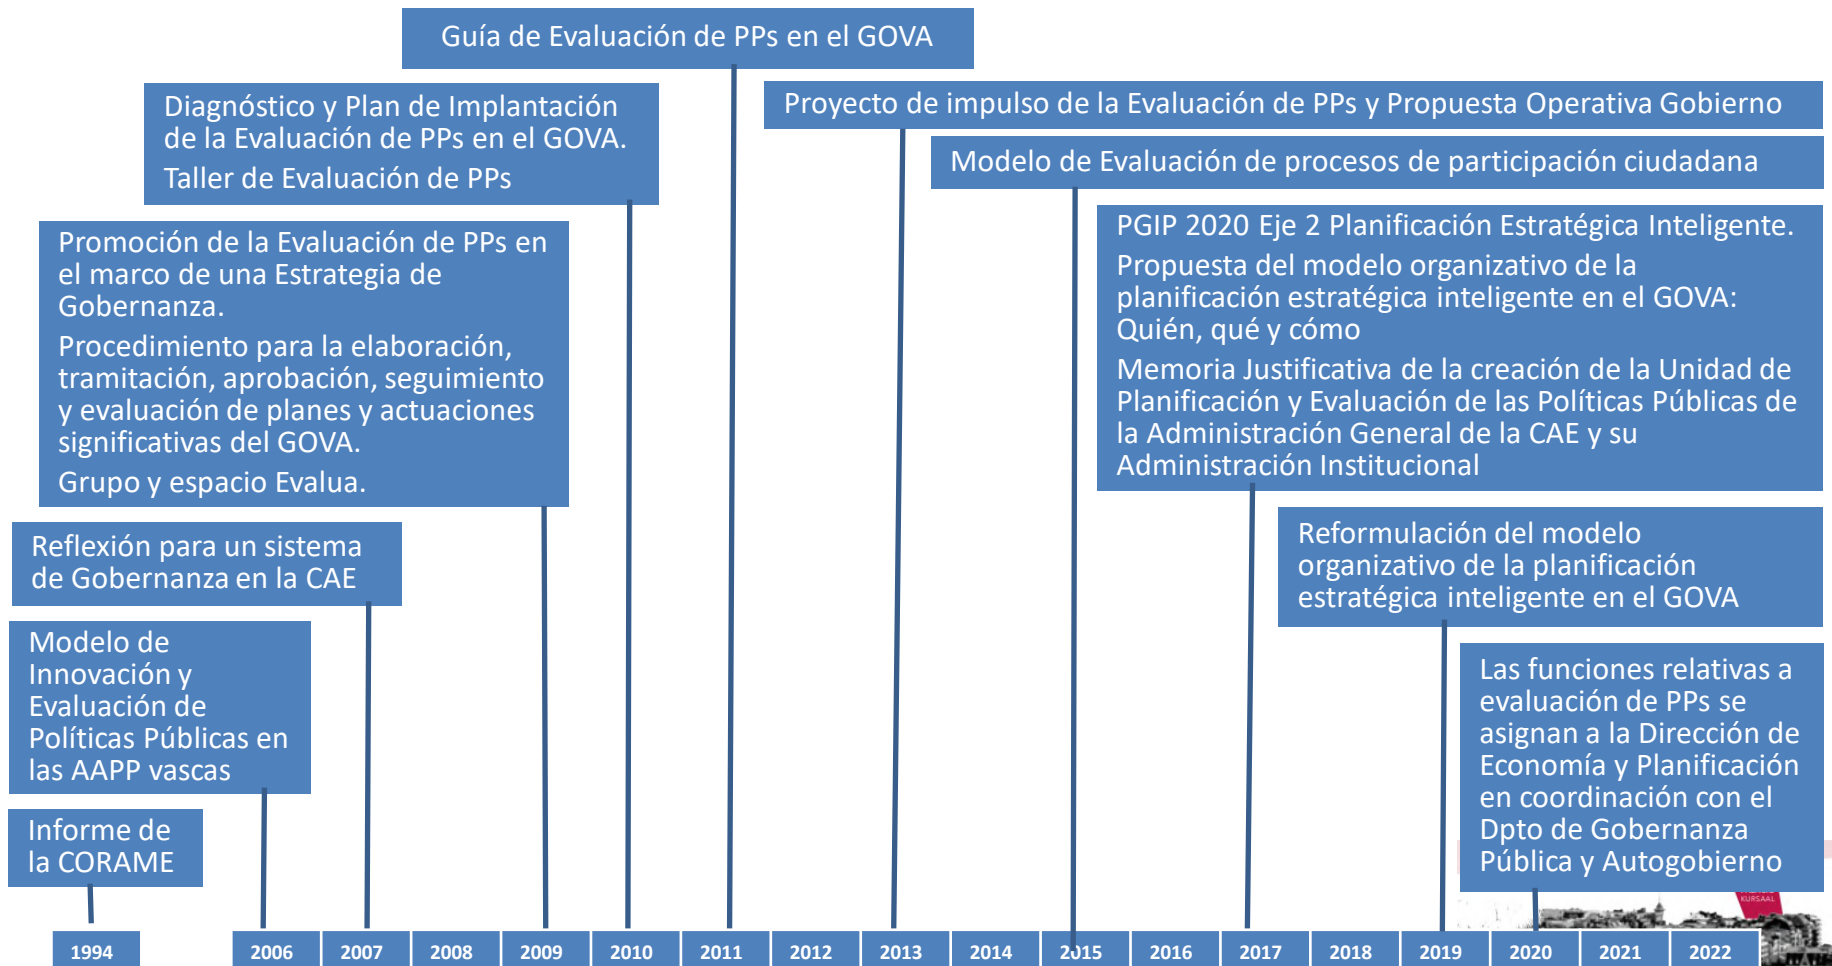 Guía de Evaluación de PPs en el GOVA
Diagnóstico y Plan de Implantación
de la Evaluación de PPs en el GOVA.
Taller de Evaluación de PPs
Proyecto de impulso de la Evaluación de PPs y Propuesta Operativa Gobierno
Modelo de Evaluación de procesos de participación ciudadana
Promoción de la Evaluación de PPs en
el marco de una Estrategia de
Gobernanza.
Procedimiento para la elaboración,
tramitación, aprobación, seguimiento
y evaluación de planes y actuaciones
significativas del GOVA.
Grupo y espacio Evalua.
PGIP 2020 Eje 2 Planificación Estratégica Inteligente.
Propuesta del modelo organizativo de la
planificación estratégica inteligente en el GOVA:
Quién, qué y cómo
Memoria Justificativa de la creación de la Unidad de
Planificación y Evaluación de las Políticas Públicas de
la Administración General de la CAE y su
Administración Institucional
Reflexión para un sistema
de Gobernanza en la CAE
Reformulación del modelo
organizativo de la planificación
estratégica inteligente en el GOVA
Modelo de
Innovación y
Evaluación de
Políticas Públicas en
las AAPP vascas
Las funciones relativas a
evaluación de PPs se
asignan a la Dirección de
Economía y Planificación
en coordinación con el
Dpto de Gobernanza
Pública y Autogobierno
Informe de
la CORAME
KURSAAL
1994 2006 2007 2008 2009 2010 2011 2012 2013 2014 2015 2016 2017 2018 2019 2020 2021 2022